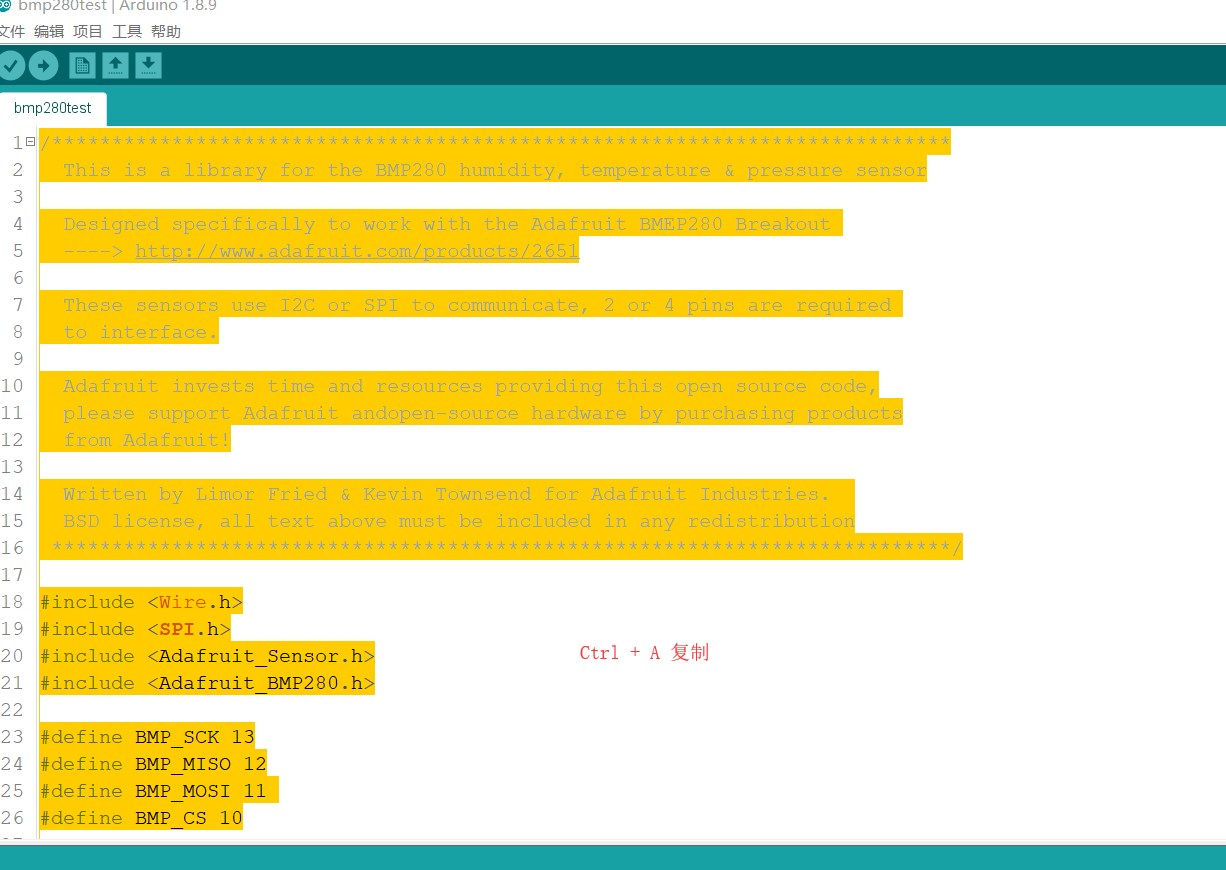 bmp280test | Arduino 1.8.9
文件 编辑 项目 工具 帮助
bmp280test
1 /***************************************************************************
2 This is a library for the BMP280 humidity, temperature & pressure sensor
3
4 Designed specifically to work with the Adafruit BMEP280 Breakout
5 ----> http://www.adafruit.com/products/2651
6
7 These sensors use I2C or SPI to communicate, 2 or 4 pins are required
8 to interface.
9
10 Adafruit invests time and resources providing this open source code,
11 please support Adafruit andopen-source hardware by purchasing products
12 from Adafruit!
13
14 Written by Limor Fried & Kevin Townsend for Adafruit Industries.
15 BSD license, all text above must be included in any redistribution
16 ***************************************************************************/
17
18 #include <Wire.h>
19 #include <SPI.h>
20 #include <Adafruit_Sensor.h>
Ctrl + A 复制
21 #include <Adafruit_BMP280.h>
22
23 #define BMP_SCK 13
24 #define BMP_MISO 12
25 #define BMP_MOSI 11
26 #define BMP_CS 10